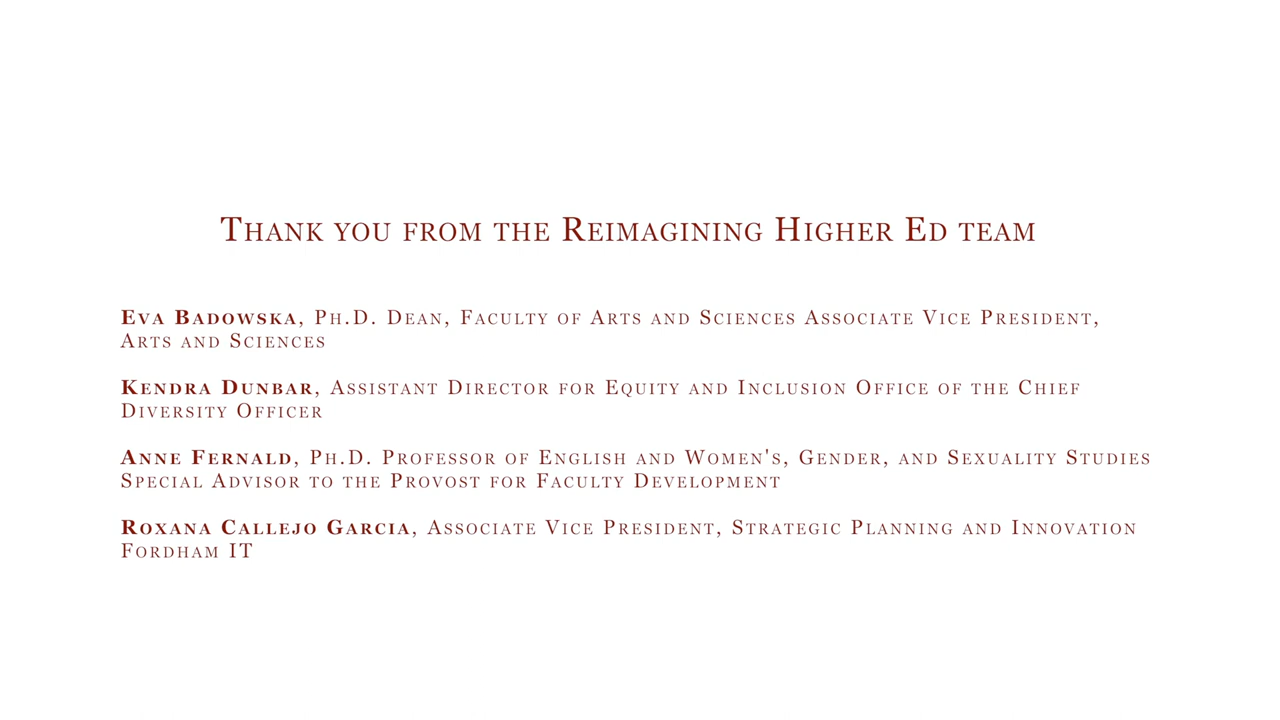 Thank you from the Reimagining Higher Ed team
Eva Badowska, Ph.D. Dean, Faculty of Arts and Sciences Associate Vice President,
Arts and Sciences
Kendra Dunbar, Assistant Director for Equity and Inclusion Office of the Chief
Diversity Officer
Anne Fernald, Ph.D. Professor of English and Women's, Gender, and Sexuality Studies
Special Advisor to the Provost for Faculty Development
Roxana Callejo Garcia, Associate Vice President, Strategic Planning and Innovation
Fordham IT